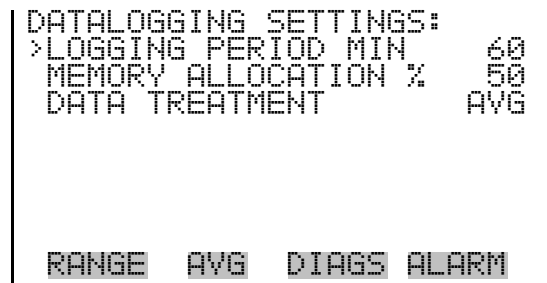 DATALOGGING SETTINGS:
>LOGGING PERIOD MIN 60
MEMORY ALLOCATION % 50
DATA TREATMENT AVG
RANGE AVG DIAGS ALARM